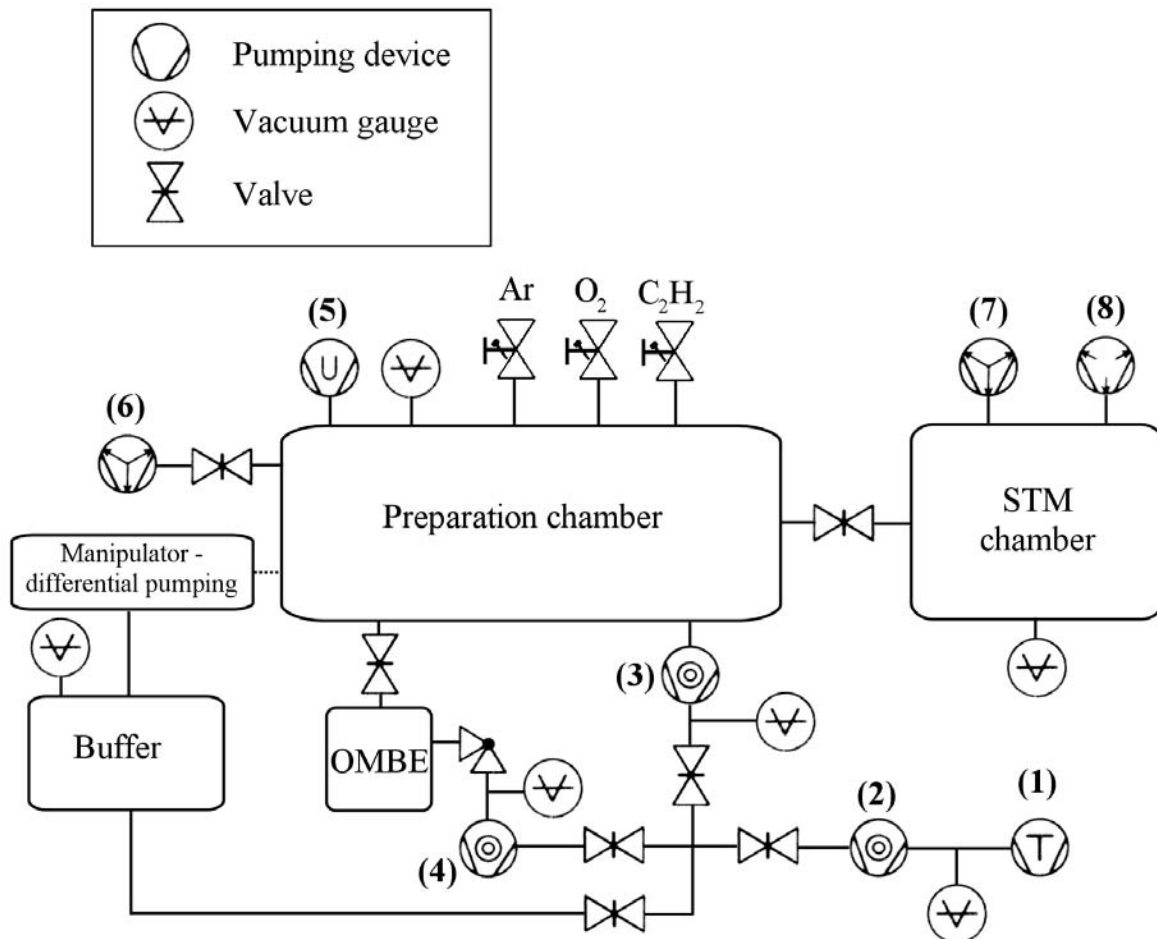 Pumping device
Vacuum gauge
Valve
Ar
O2
C2H2
(5)
(7)
(8)
(6)
U
Preparation chamber
STM
chamber
Manipulator -
differential pumping
(3)
Buffer
OMBE
(2)
(1)
T
(4)